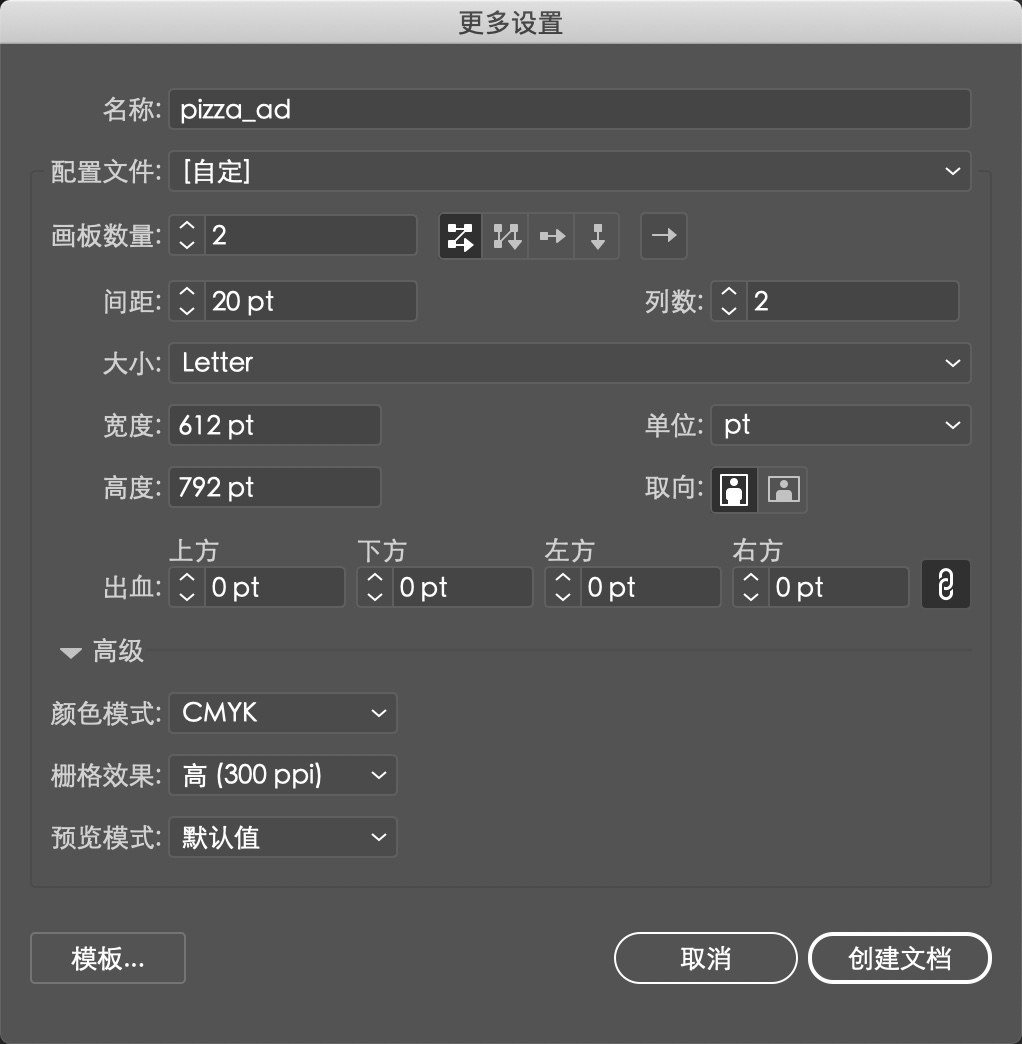 更多设置
名称: pizza_ad
配置文件: [自定]
画板数量: 2
间距: 20 pt 列数: 2
大小: Letter
宽度: 612 pt 单位: pt
高度: 792 pt 取向:
上方 下方 左方 右方
出血: 0 pt 0 pt 0 pt 0 pt
高级
颜色模式: CMYK
栅格效果: 高 (300 ppi)
预览模式: 默认值
模板... 取消 创建文档